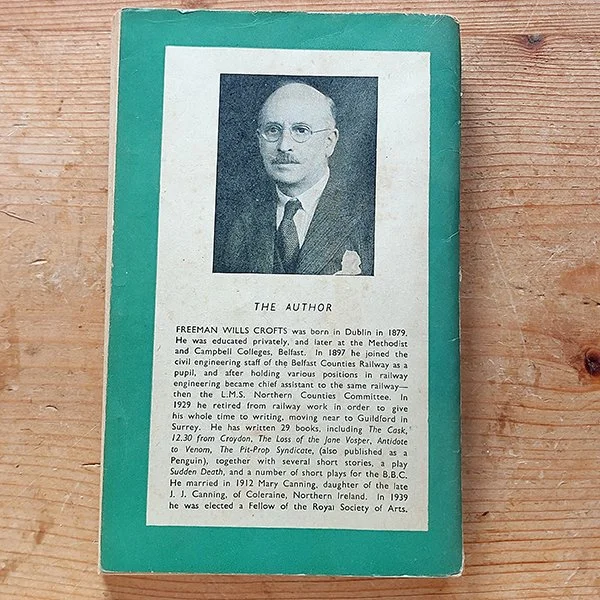 THE AUTHOR
FREEMAN WILLS CROFTS was born in Dublin in 1879.
He was educated privately, and later at the Methodist
and Campbell Colleges, Belfast. In 1897 he joined the
civil engineering staff of the Belfast Counties Railway as a
pupil, and after holding various positions in railway
engineering became chief assistant to the same railway—
then the L.M.S. Northern Counties Committee. In
1929 he retired from railway work in order to give
his whole time to writing, moving near to Guildford in
Surrey. He has written 29 books, including The Cask,
12.30 from Croydon, The Loss of the Jane Vosper, Antidote
to Venom, The Pit-Prop Syndicate, (also published as a
Penguin), together with several short stories, a play
Sudden Death, and a number of short plays for the B.B.C.
He married in 1912 Mary Canning, daughter of the late
J. J. Canning, of Coleraine, Northern Ireland. In 1939
he was elected a Fellow of the Royal Society of Arts.